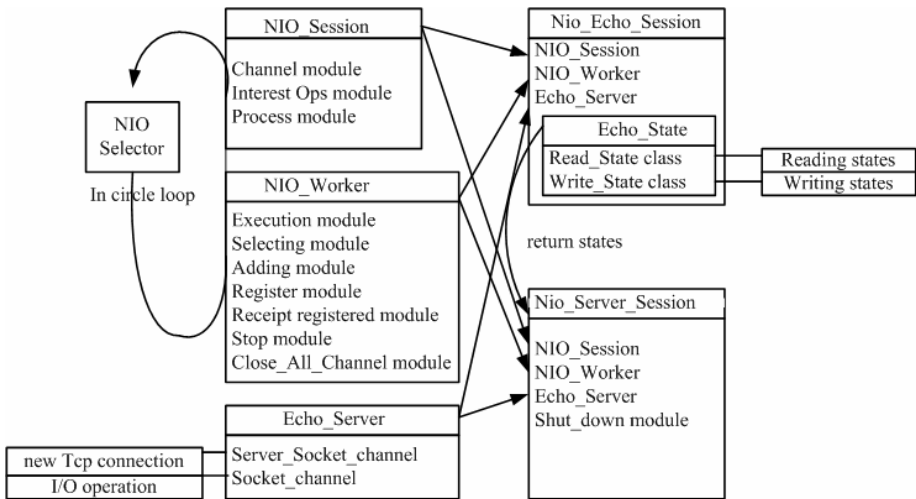 NIO_Session
Channel module
Interest Ops module
Process module
NIO
Selector
In circle loop
NIO_Worker
Execution module
Selecting module
Adding module
Register module
Receipt registered module
Stop module
Close_All_Channel module
Echo_Server
Server_Socket_channel
Socket_channel
new Tcp connection
I/O operation
Nio_Echo_Session
NIO_Session
NIO_Worker
Echo_Server
Echo_State
Read_State class
Write_State class
Reading states
Writing states
return states
Nio_Server_Session
NIO_Session
NIO_Worker
Echo_Server
Shut_down module